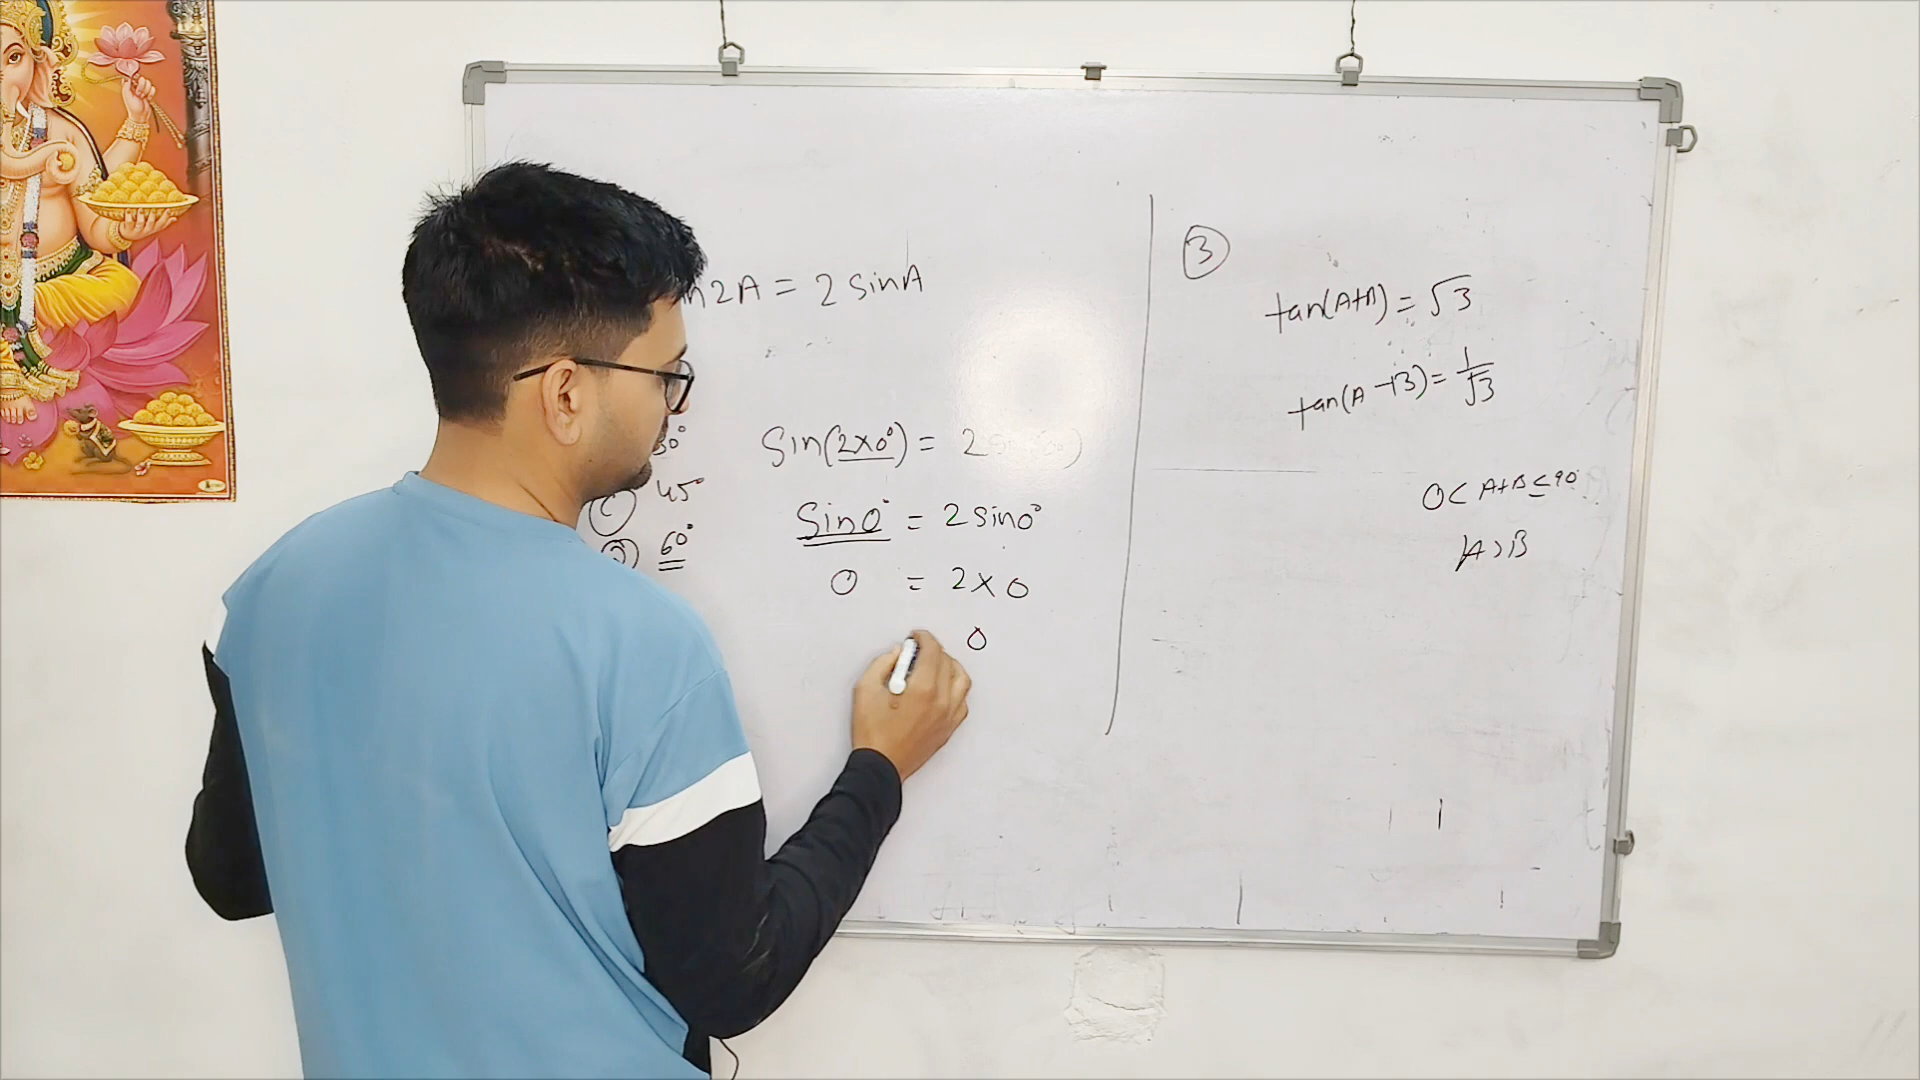 n2A = 2 sinA
30°
C 45°
60°
Sin(2×0°) = 2
Sin0° = 2 sin0°
0 = 2 × 0
0
3
tan(A+B) = √3
tan(A-B) = 1/√3
0< A+B ≤ 90°
A > B